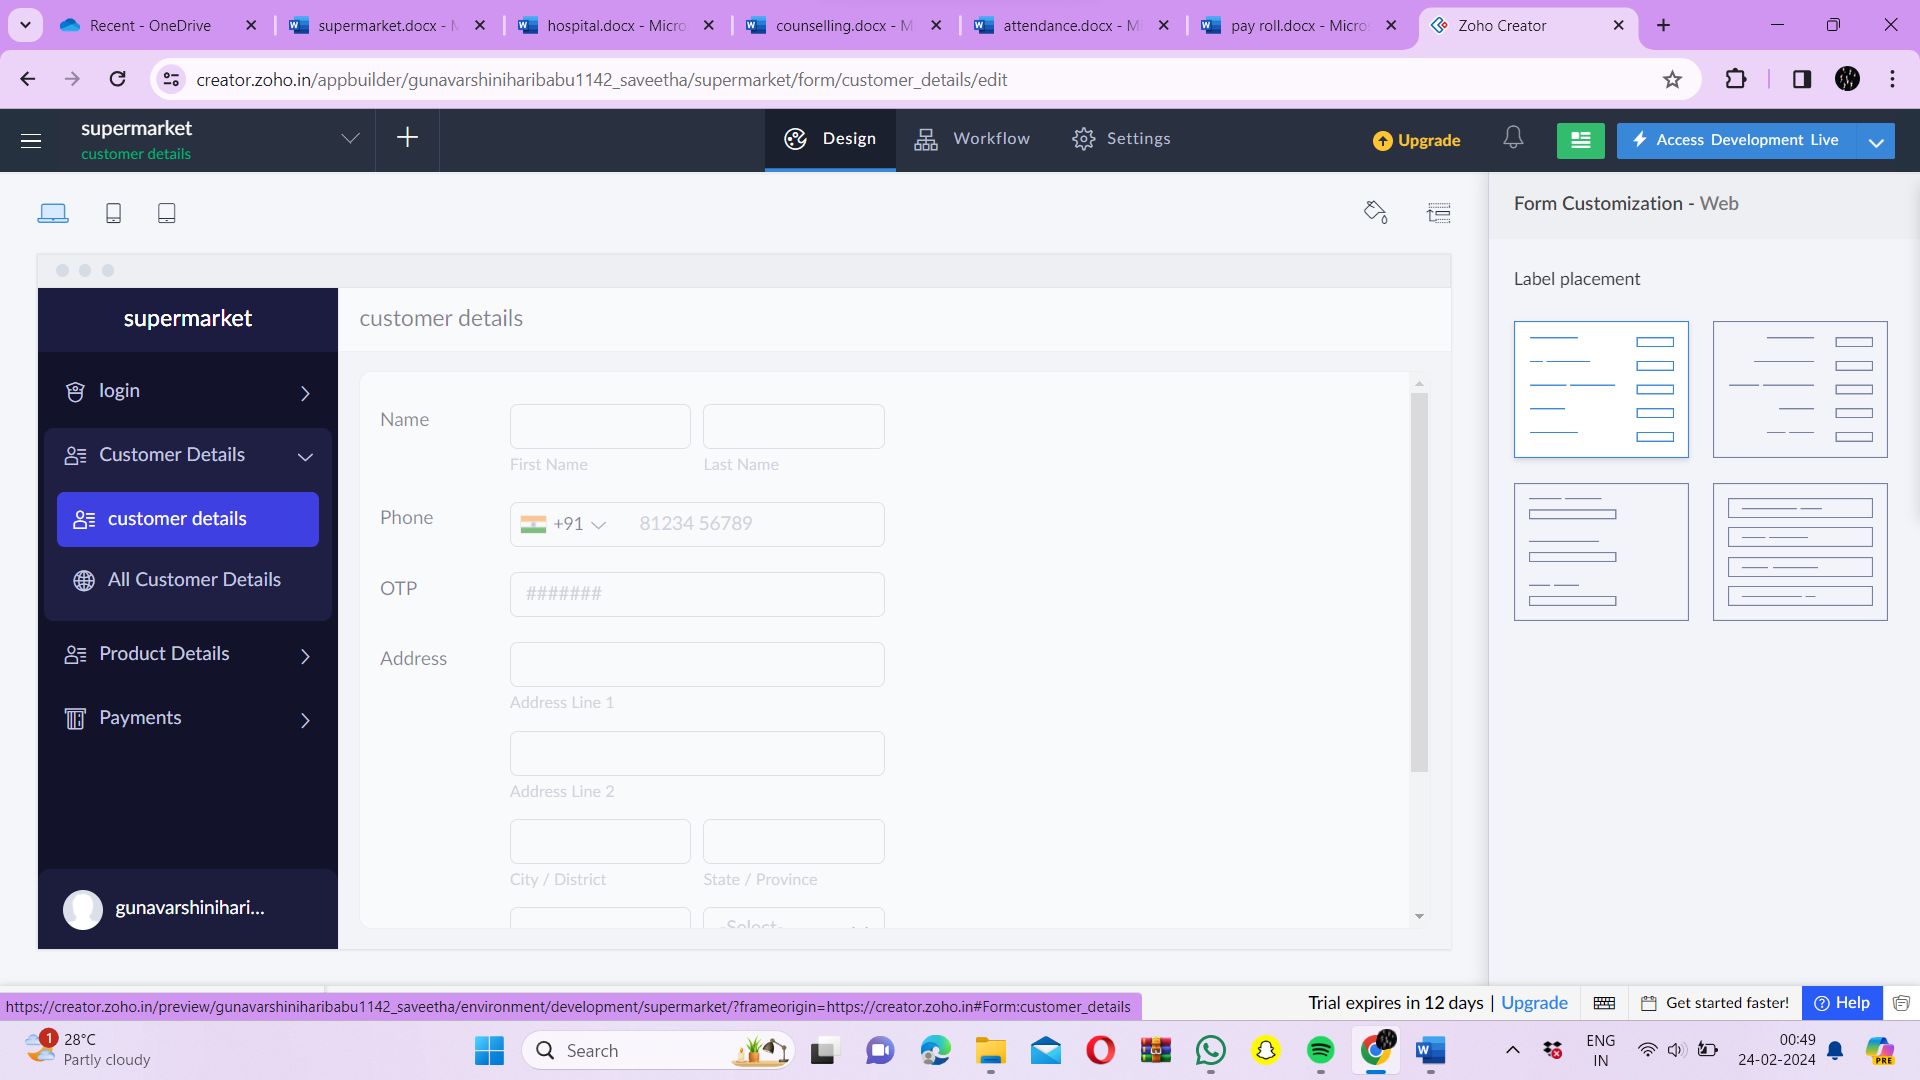 Recent - OneDrive
supermarket.docx - M
hospital.docx - Micro
counselling.docx - M
attendance.docx - Mi
pay roll.docx - Micros
Zoho Creator
creator.zoho.in/appbuilder/gunavarshiniharibabu1142_saveetha/supermarket/form/customer_details/edit
supermarket
customer details
Design
Workflow
Settings
Upgrade
Access Development Live
Form Customization - Web
Label placement
supermarket
customer details
login
Customer Details
customer details
All Customer Details
Product Details
Payments
gunavarshinihari...
Name
First Name
Last Name
Phone
+91
81234 56789
OTP
#######
Address
Address Line 1
Address Line 2
City / District
State / Province
-Select-
https://creator.zoho.in/preview/gunavarshiniharibabu1142_saveetha/environment/development/supermarket/?frameorigin=https://creator.zoho.in#Form:customer_details
Trial expires in 12 days | Upgrade
Get started faster!
Help
1
28°C
Partly cloudy
Search
ENG
IN
00:49
24-02-2024
PRE